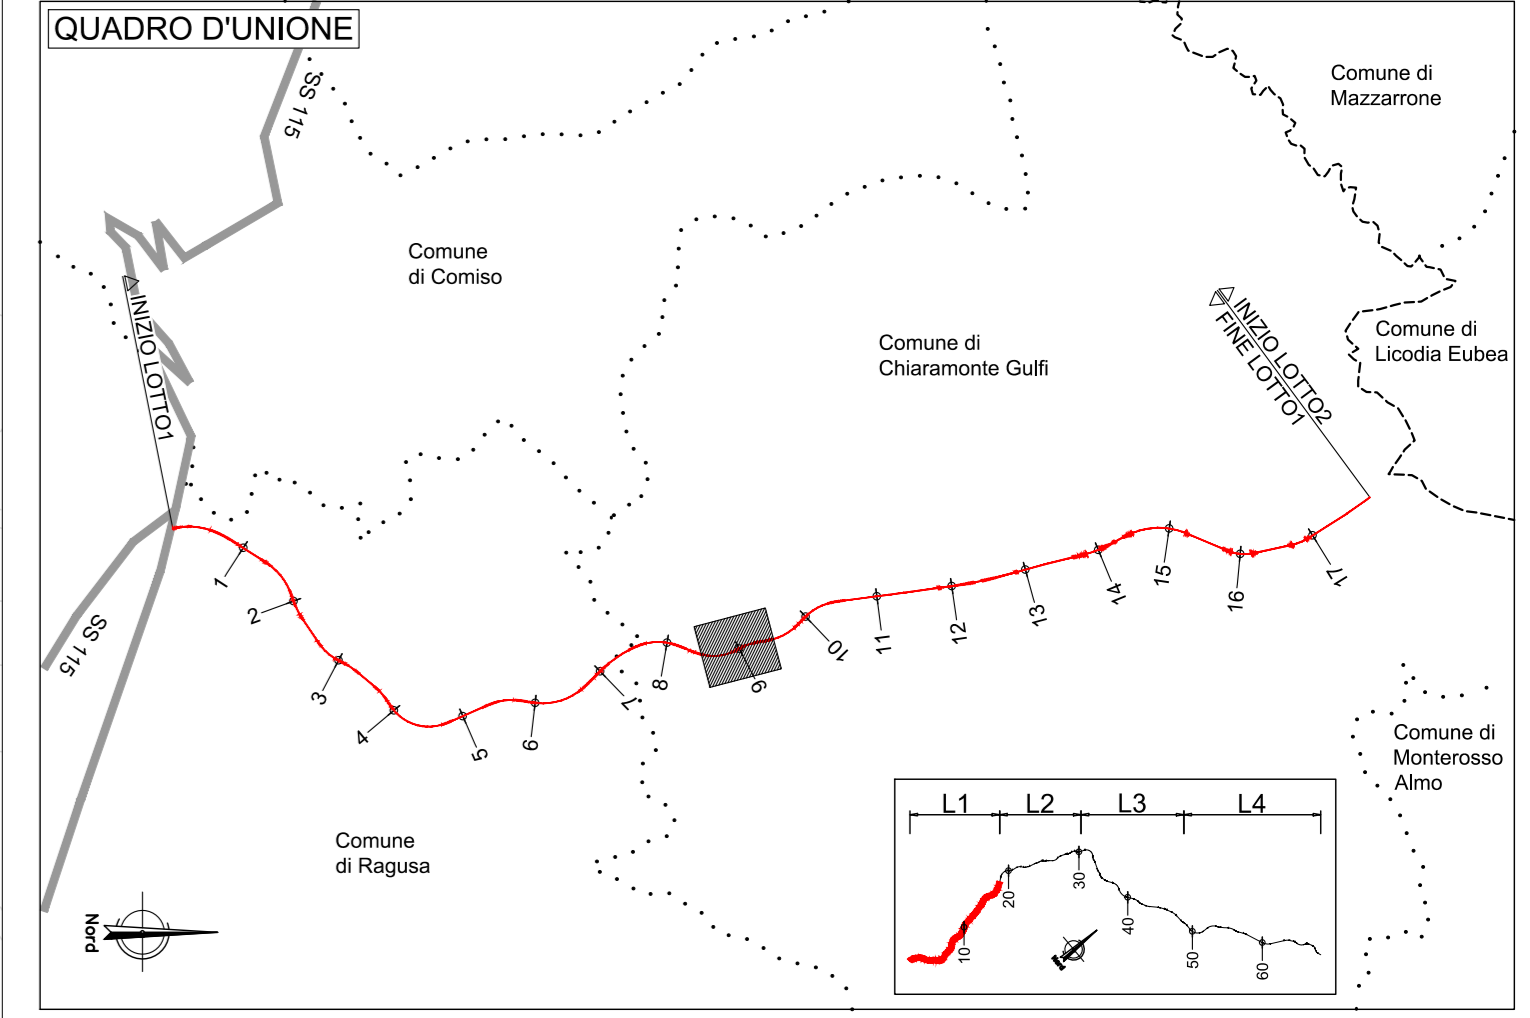 QUADRO D'UNIONE
SS 115
Comune di
Mazzarrone
Comune
di Comiso
INIZIO LOTTO1
Comune di
Chiaramonte Gulfi
INIZIO LOTTO2
FINE LOTTO1
Comune di
Licodia Eubea
1
2
3
4
5
6
7
8
9
10
11
12
13
14
15
16
17
SS 115
Comune di
Monterosso
Almo
Comune
di Ragusa
Nord
L1 L2 L3 L4
10
20
30
40
50
60
Nord